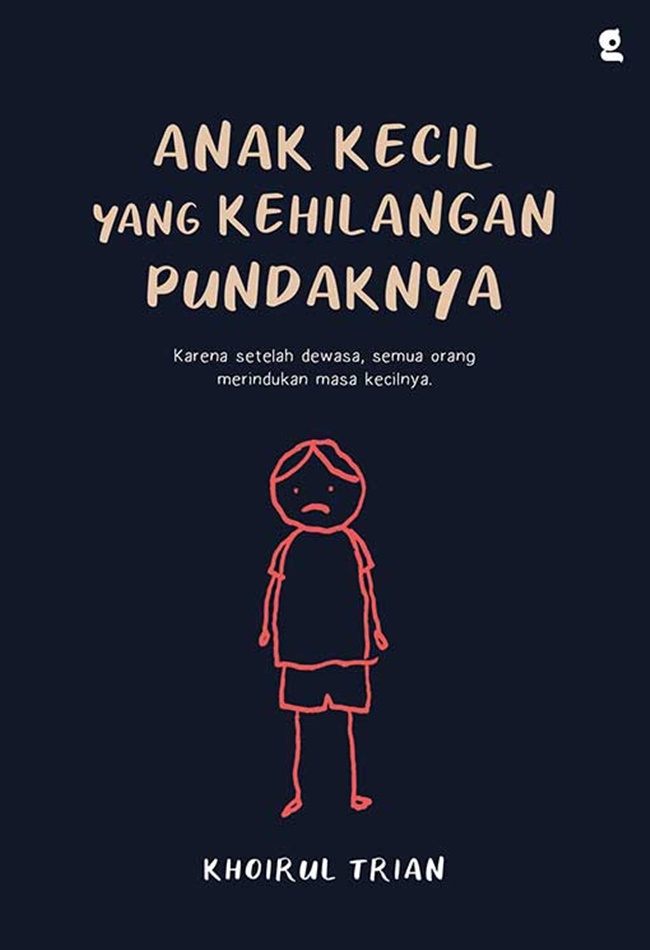 ANAK KECIL
YANG KEHILANGAN
PUNDAKNYA
Karena setelah dewasa, semua orang
merindukan masa kecilnya.
KHOIRUL TRIAN